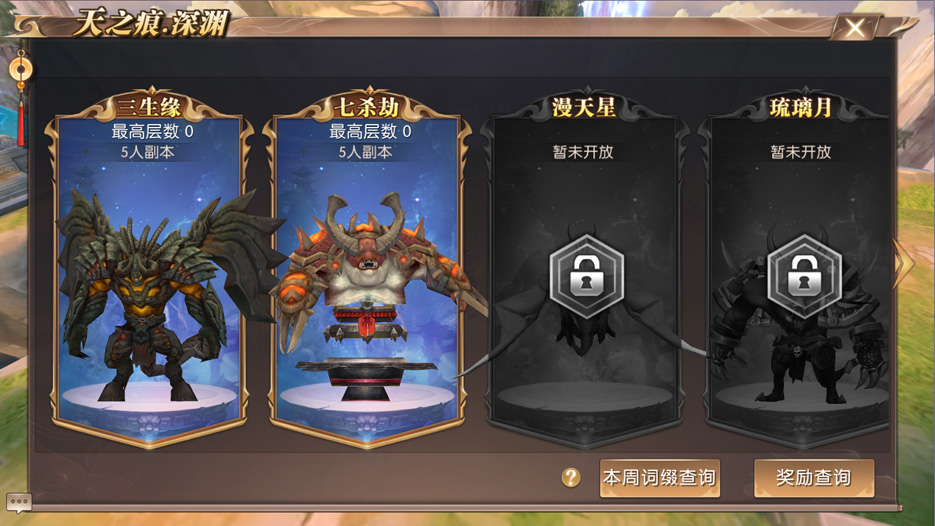 天之痕.深渊
三生缘
最高层数 0
5人副本
七杀劫
最高层数 0
5人副本
漫天星
暂未开放
琉璃月
暂未开放
?
本周词缀查询
奖励查询